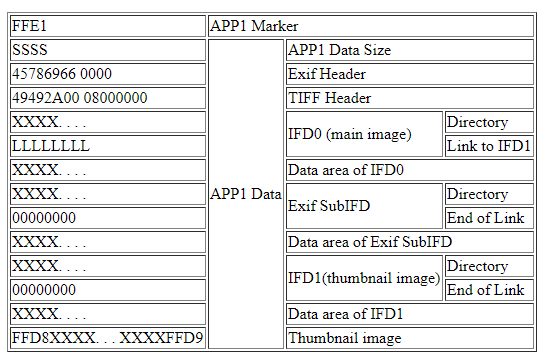 FFE1 APP1 Marker
SSSS APP1 Data Size
45786966 0000 Exif Header
49492A00 08000000 TIFF Header
XXXX. . . . IFD0 (main image) Directory
LLLLLLLL Link to IFD1
XXXX. . . . Data area of IFD0
XXXX. . . . APP1 Data Exif SubIFD Directory
00000000 End of Link
XXXX. . . . Data area of Exif SubIFD
XXXX. . . . IFD1(thumbnail image) Directory
00000000 End of Link
XXXX. . . . Data area of IFD1
FFD8XXXX. . . XXXXFFD9 Thumbnail image